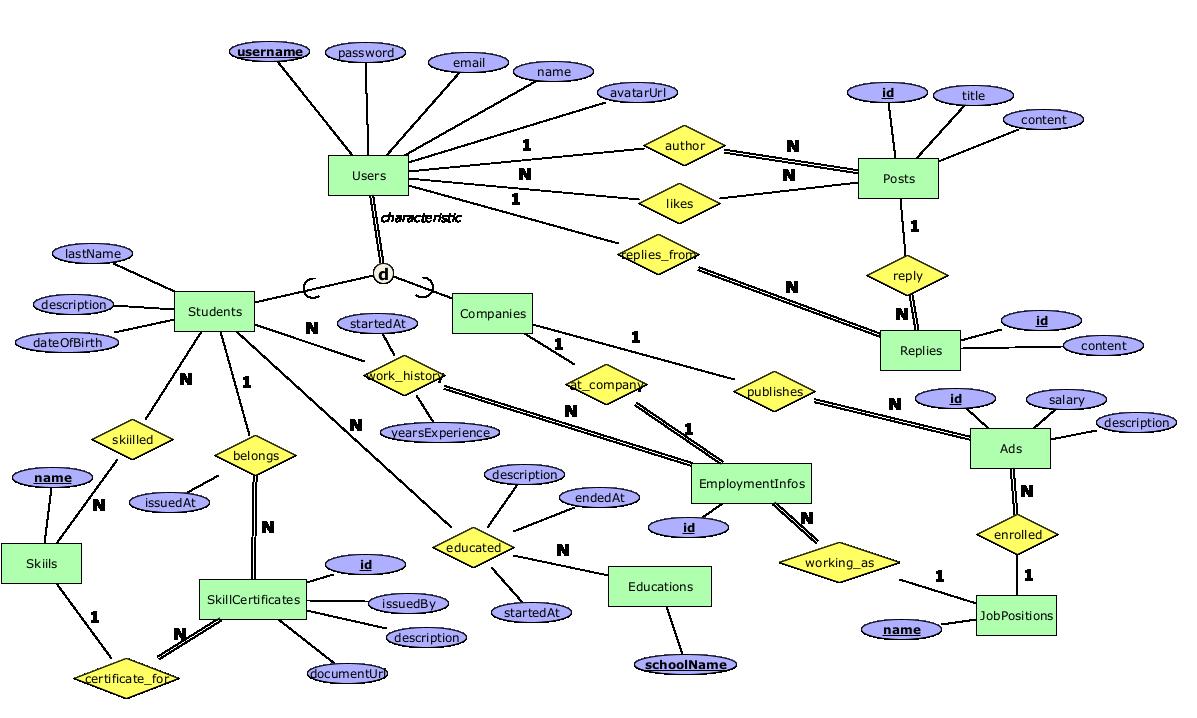 username
password
email
name
avatarUrl
id
title
content
1
author
N
Users
N
likes
N
Posts
1
characteristic
replies_from
1
reply
N
N
id
content
Replies
d
lastName
description
dateOfBirth
Students
Companies
N
startedAt
work_history
yearsExperience
1
at_company
1
1
publishes
N
N
id
salary
description
Ads
N
1
N
skiilled
belongs
issuedAt
name
N
N
description
endedAt
educated
startedAt
N
EmploymentInfos
id
N
working_as
1
N
enrolled
1
Skiils
SkillCertificates
id
issuedBy
description
documentUrl
Educations
schoolName
JobPositions
name
1
N
certificate_for